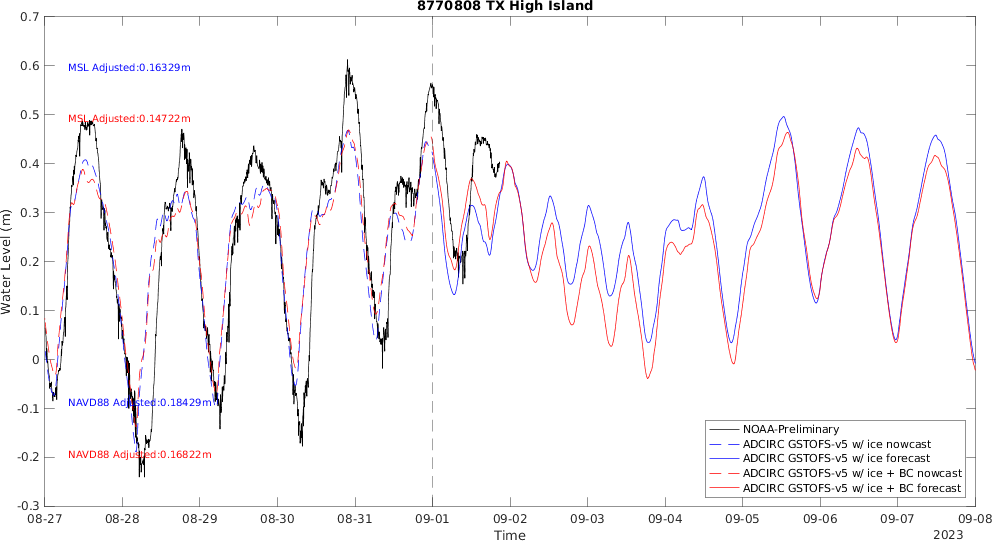 8770808 TX High Island
0.7
0.6
0.5
0.4
0.3
0.2
0.1
0
-0.1
-0.2
-0.3
Water Level (m)
MSL Adjusted:0.16329m
MSL Adjusted:0.14722m
NAVD88 Adjusted:0.18429m
NAVD88 Adjusted:0.16822m
NOAA-Preliminary
ADCIRC GSTOFS-v5 w/ ice nowcast
ADCIRC GSTOFS-v5 w/ ice forecast
ADCIRC GSTOFS-v5 w/ ice + BC nowcast
ADCIRC GSTOFS-v5 w/ ice + BC forecast
08-27 08-28 08-29 08-30 08-31 09-01 09-02 09-03 09-04 09-05 09-06 09-07 09-08
Time
2023